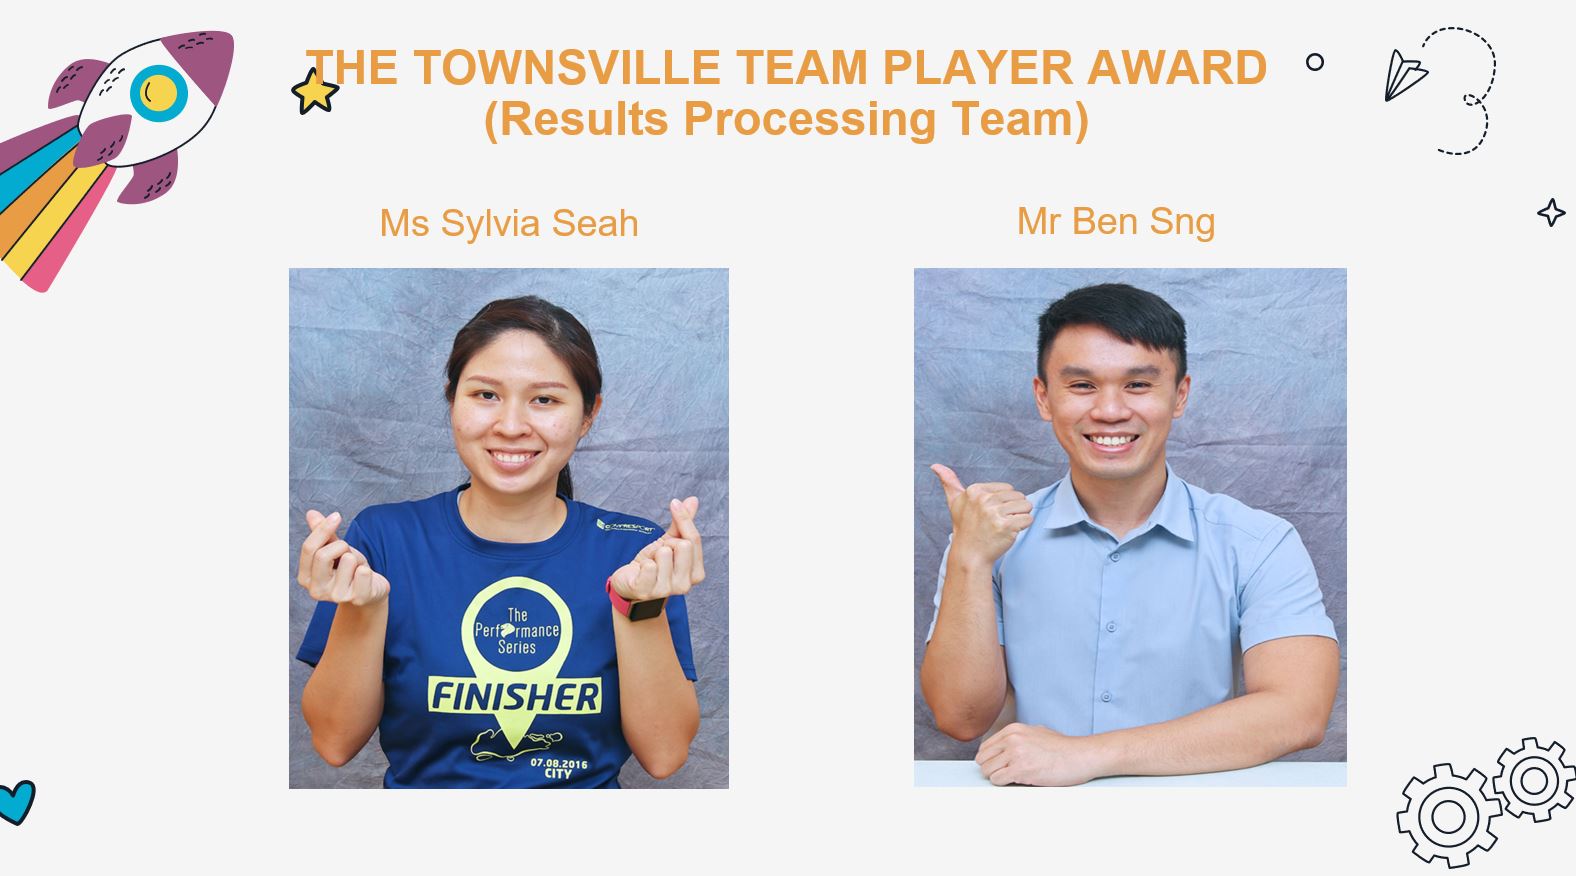 THE TOWNSVILLE TEAM PLAYER AWARD
(Results Processing Team)
Ms Sylvia Seah
Mr Ben Sng
COMPRESSPORT
The
Performance
Series
FINISHER
07.08.2016
CITY